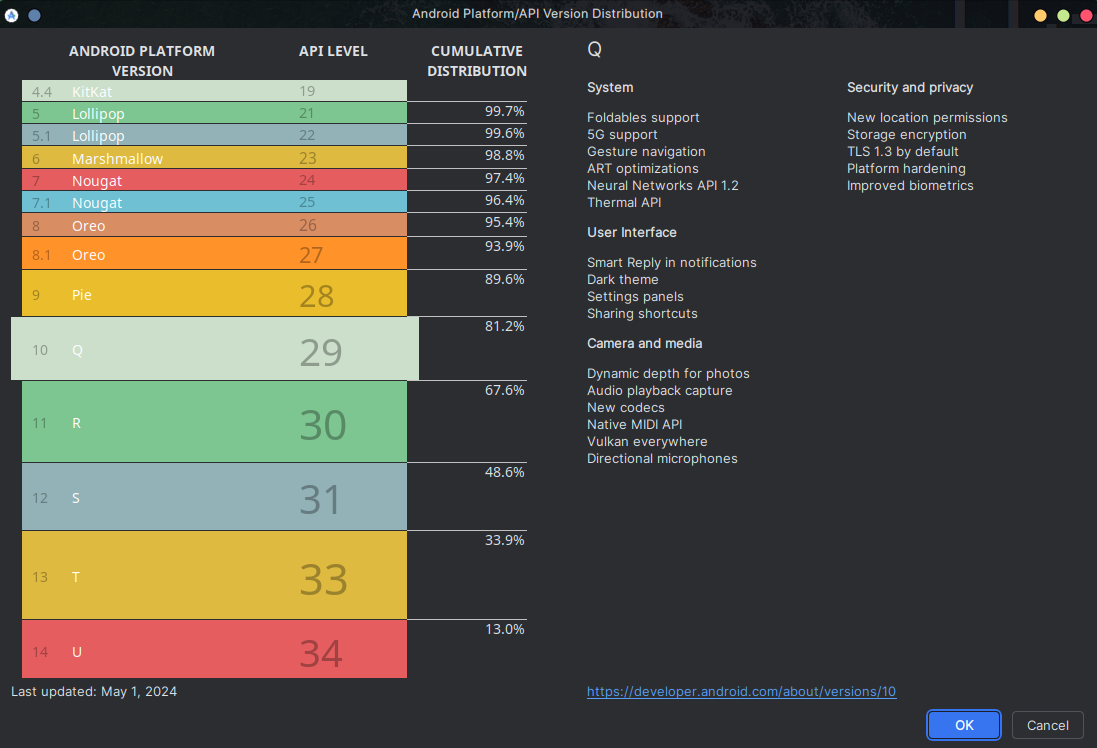 Android Platform/API Version Distribution
ANDROID PLATFORM VERSION API LEVEL CUMULATIVE DISTRIBUTION
4.4 KitKat 19
99.7%
5 Lollipop 21
99.6%
5.1 Lollipop 22
98.8%
6 Marshmallow 23
97.4%
7 Nougat 24
96.4%
7.1 Nougat 25
95.4%
8 Oreo 26
93.9%
8.1 Oreo 27
89.6%
9 Pie 28
81.2%
10 Q 29
67.6%
11 R 30
48.6%
12 S 31
33.9%
13 T 33
13.0%
14 U 34
Last updated: May 1, 2024
Q
System
Foldables support
5G support
Gesture navigation
ART optimizations
Neural Networks API 1.2
Thermal API
User Interface
Smart Reply in notifications
Dark theme
Settings panels
Sharing shortcuts
Camera and media
Dynamic depth for photos
Audio playback capture
New codecs
Native MIDI API
Vulkan everywhere
Directional microphones
Security and privacy
New location permissions
Storage encryption
TLS 1.3 by default
Platform hardening
Improved biometrics
https://developer.android.com/about/versions/10
OK
Cancel